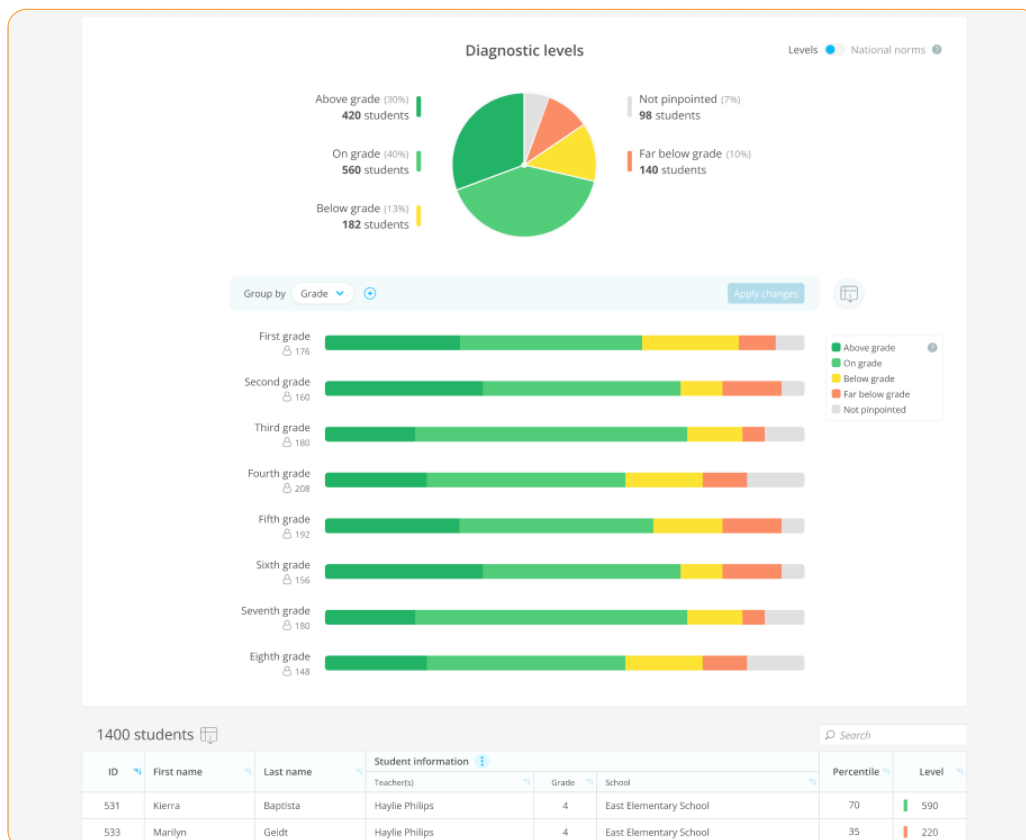 Diagnostic levels
Levels National norms ?
Above grade (30%)
420 students
On grade (40%)
560 students
Below grade (13%)
182 students
Not pinpointed (7%)
98 students
Far below grade (10%)
140 students
Group by Grade
Apply changes
First grade
176
Second grade
160
Third grade
180
Fourth grade
208
Fifth grade
192
Sixth grade
156
Seventh grade
180
Eighth grade
148
Above grade ?
On grade
Below grade
Far below grade
Not pinpointed
1400 students
Search
ID First name Last name Student information Percentile Level
Teacher(s) Grade School
531 Kierra Baptista Haylie Philips 4 East Elementary School 70 590
533 Marilyn Geidt Haylie Philips 4 East Elementary School 35 220